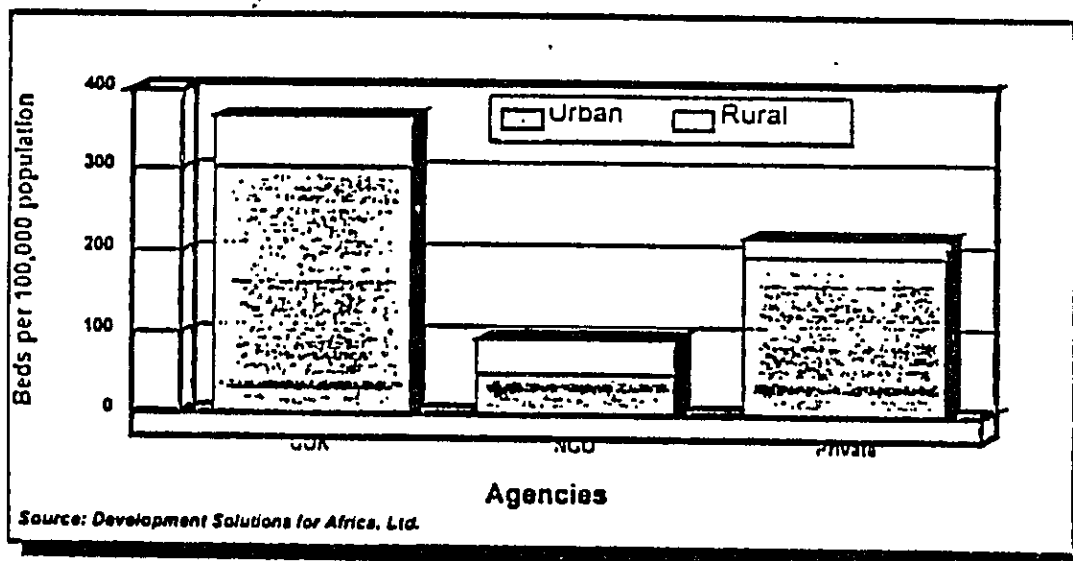 Beds per 100,000 population
400
300
200
100
0
Urban
Rural
GOK
NGO
Private
Agencies
Source: Development Solutions for Africa, Ltd.